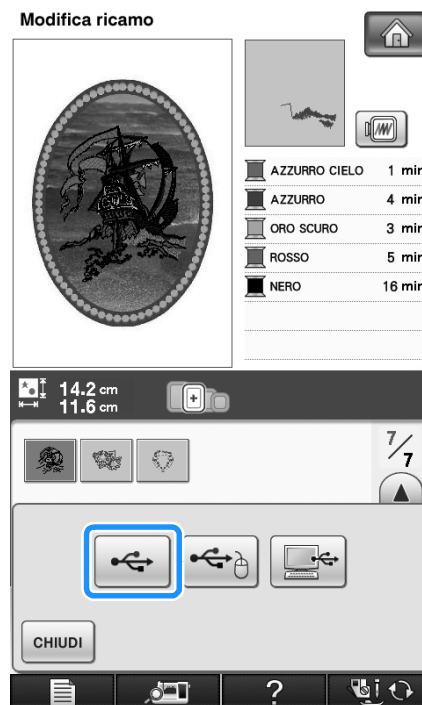 Modifica ricamo
AZZURRO CIELO 1 min
AZZURRO 4 min
ORO SCURO 3 min
ROSSO 5 min
NERO 16 min
14.2 cm
11.6 cm
7/7
CHIUDI
?